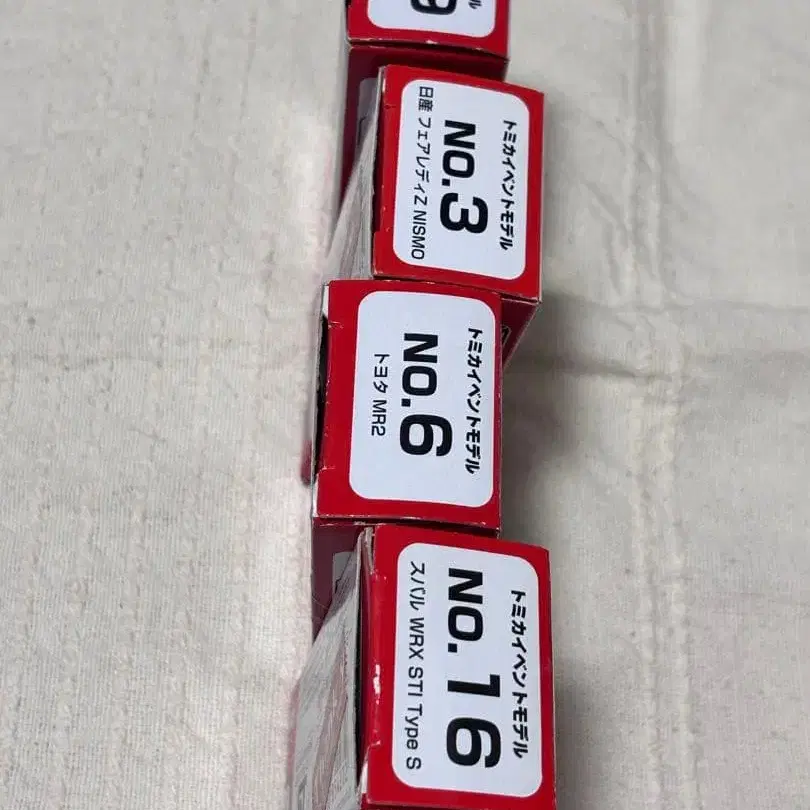 トミカイベントモデル
NO.3
日産 フェアレディZ NISMO
トミカイベントモデル
NO.6
トヨタ MR2
トミカイベントモデル
NO.16
スバル WRX STI Type S